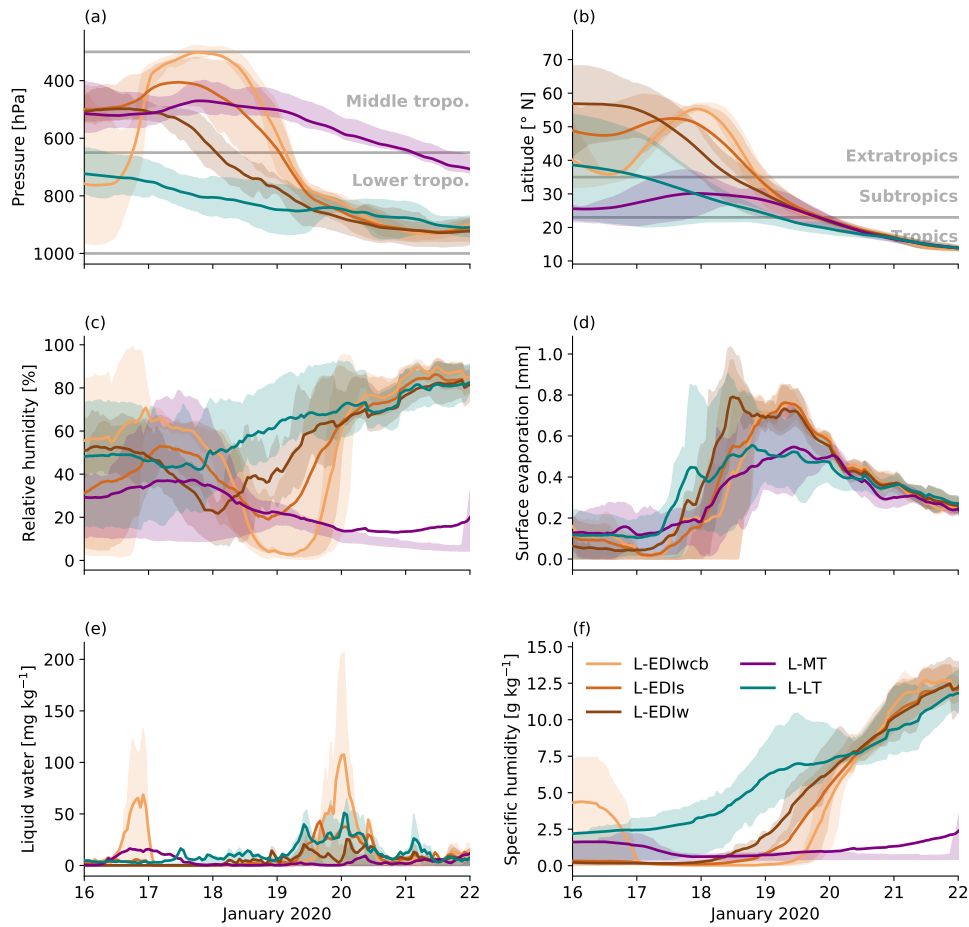 (a)
(b)
Pressure [hPa]
400
600
800
1000
Middle tropo.
Lower tropo.
Latitude [° N]
70
60
50
40
30
20
10
Extratropics
Subtropics
Tropics
(c)
(d)
Relative humidity [%]
100
80
60
40
20
0
Surface evaporation [mm]
1.0
0.8
0.6
0.4
0.2
0.0
(e)
(f)
Liquid water [mg kg⁻¹]
200
150
100
50
0
16 17 18 19 20 21 22
January 2020
Specific humidity [g kg⁻¹]
15.0
12.5
10.0
7.5
5.0
2.5
0.0
L-EDIwcb
L-EDIs
L-EDIw
L-MT
L-LT
16 17 18 19 20 21 22
January 2020